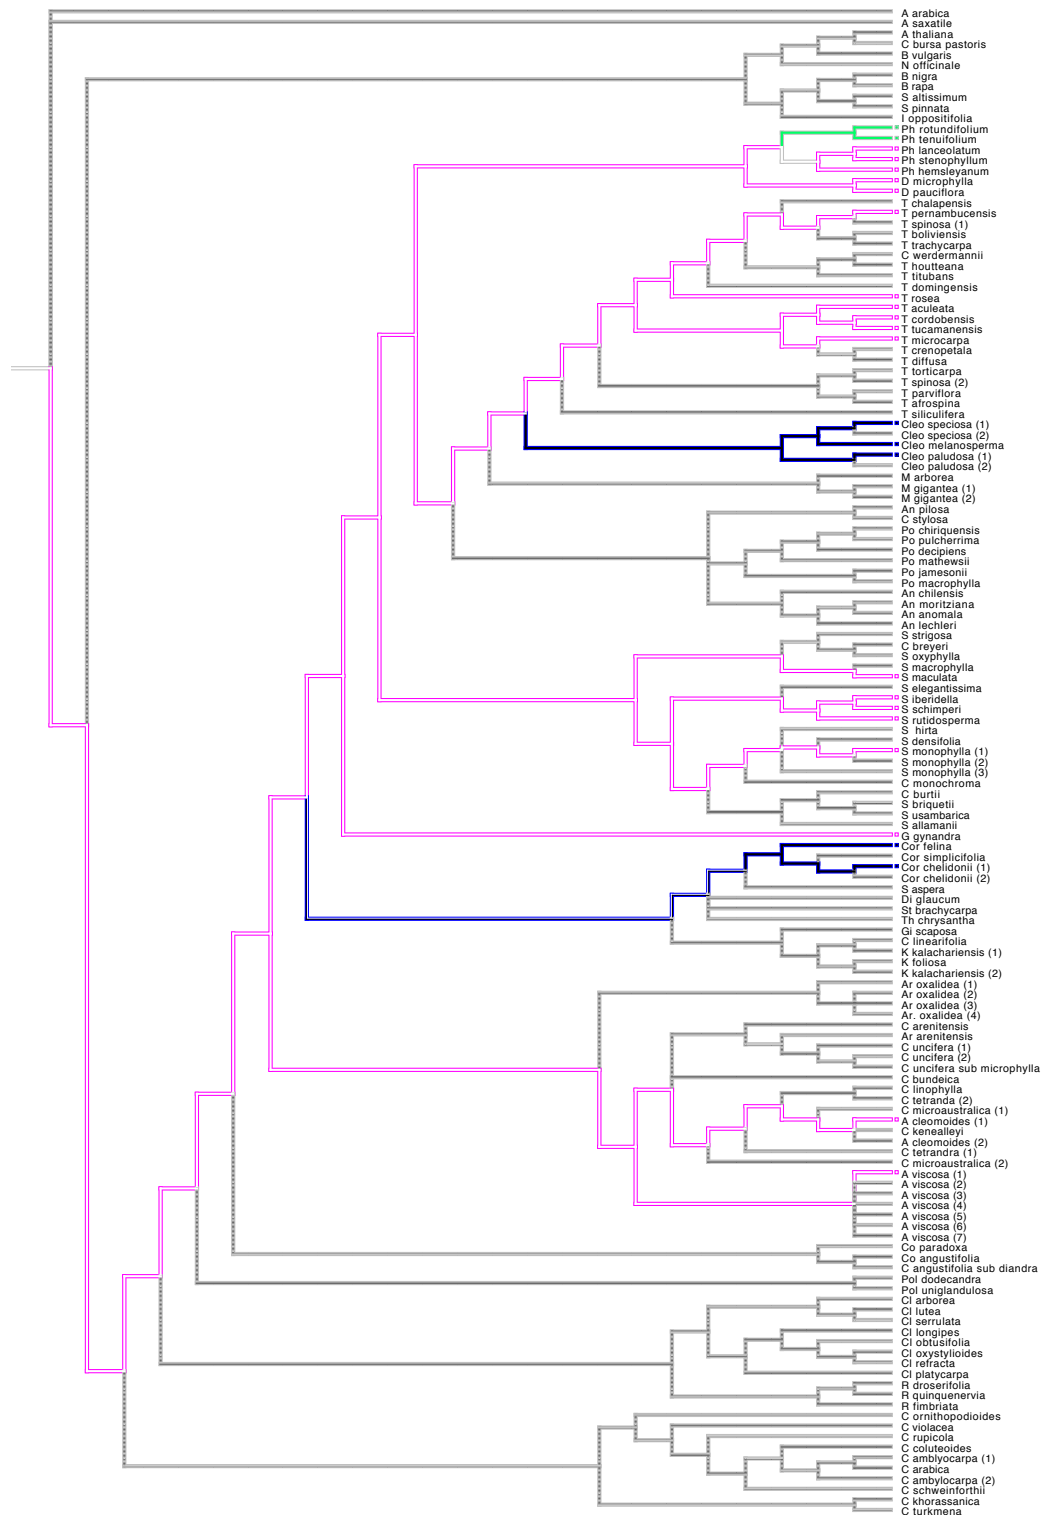 A arabica
A saxatile
A thaliana
C bursa pastoris
B vulgaris
N officinale
B nigra
B rapa
S altissimum
S pinnata
I oppositifolia
Ph rotundifolium
Ph tenuifolium
Ph lanceolatum
Ph stenophyllum
Ph hemsleyanum
D microphylla
D pauciflora
T chalapensis
T pernambucensis
T spinosa (1)
T boliviensis
T trachycarpa
C werdermannii
T houtteana
T titubans
T domingensis
T rosea
T aculeata
T cordobensis
T tucamanensis
T microcarpa
T crenopetala
T diffusa
T torticarpa
T spinosa (2)
T parviflora
T afrospina
T siliculifera
Cleo speciosa (1)
Cleo speciosa (2)
Cleo melanosperma
Cleo paludosa (1)
Cleo paludosa (2)
M arborea
M gigantea (1)
M gigantea (2)
An pilosa
C stylosa
Po chiriquensis
Po pulcherrima
Po decipiens
Po mathewsii
Po jamesonii
Po macrophylla
An chilensis
An moritziana
An anomala
An lechleri
S strigosa
C breyeri
S oxyphylla
S macrophylla
S maculata
S elegantissima
S iberidella
S schimperi
S rutidosperma
S hirta
S densifolia
S monophylla (1)
S monophylla (2)
S monophylla (3)
C monochroma
C burtii
S briquetii
S usambarica
S allamanii
G gynandra
Cor felina
Cor simplicifolia
Cor chelidonii (1)
Cor chelidonii (2)
S aspera
Di glaucum
St brachycarpa
Th chrysantha
Gi scaposa
C linearifolia
K kalachariensis (1)
K foliosa
K kalachariensis (2)
Ar oxalidea (1)
Ar oxalidea (2)
Ar oxalidea (3)
Ar. oxalidea (4)
C arenitensis
Ar arenitensis
C uncifera (1)
C uncifera (2)
C uncifera sub microphylla
C bundeica
C linophylla
C tetranda (2)
C microaustralica (1)
A cleomoides (1)
C kenealleyi
A cleomoides (2)
C tetrandra (1)
C microaustralica (2)
A viscosa (1)
A viscosa (2)
A viscosa (3)
A viscosa (4)
A viscosa (5)
A viscosa (6)
A viscosa (7)
Co paradoxa
Co angustifolia
C angustifolia sub diandra
Pol dodecandra
Pol uniglandulosa
Cl arborea
Cl lutea
Cl serrulata
Cl longipes
Cl obtusifolia
Cl oxystylioides
Cl refracta
Cl platycarpa
R droserifolia
R quinquenervia
R fimbriata
C ornithopodioides
C violacea
C rupicola
C coluteoides
C amblyocarpa (1)
C arabica
C ambylocarpa (2)
C schweinforthii
C khorassanica
C turkmena